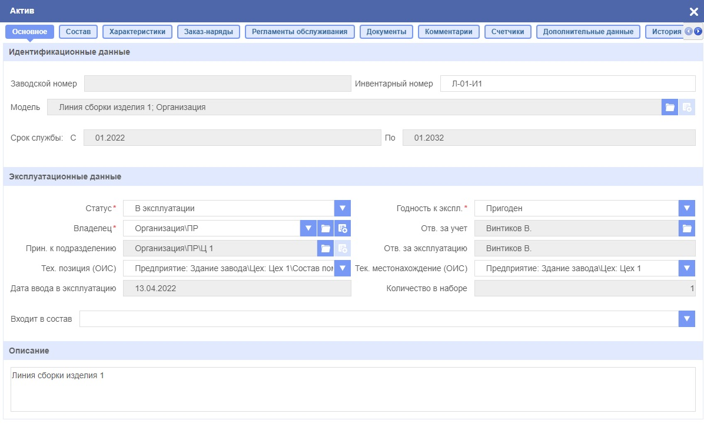 Актив
Основное Состав Характеристики Заказ-наряды Регламенты обслуживания Документы Комментарии Счетчики Дополнительные данные История
Идентификационные данные
Заводской номер Инвентарный номер Л-01-И1
Модель Линия сборки изделия 1; Организация
Срок службы: С 01.2022 По 01.2032
Эксплуатационные данные
Статус* В эксплуатации Годность к экспл.* Пригоден
Владелец* Организация\ПР Отв. за учет Винтиков В.
Прин. к подразделению Организация\ПР\Ц 1 Отв. за эксплуатацию Винтиков В.
Тех. позиция (ОИС) Предприятие: Здание завода\Цех: Цех 1\Состав Тек. местонахождение (ОИС) Предприятие: Здание завода\Цех: Цех 1
Дата ввода в эксплуатацию 13.04.2022 Количество в наборе 1
Входит в состав
Описание
Линия сборки изделия 1